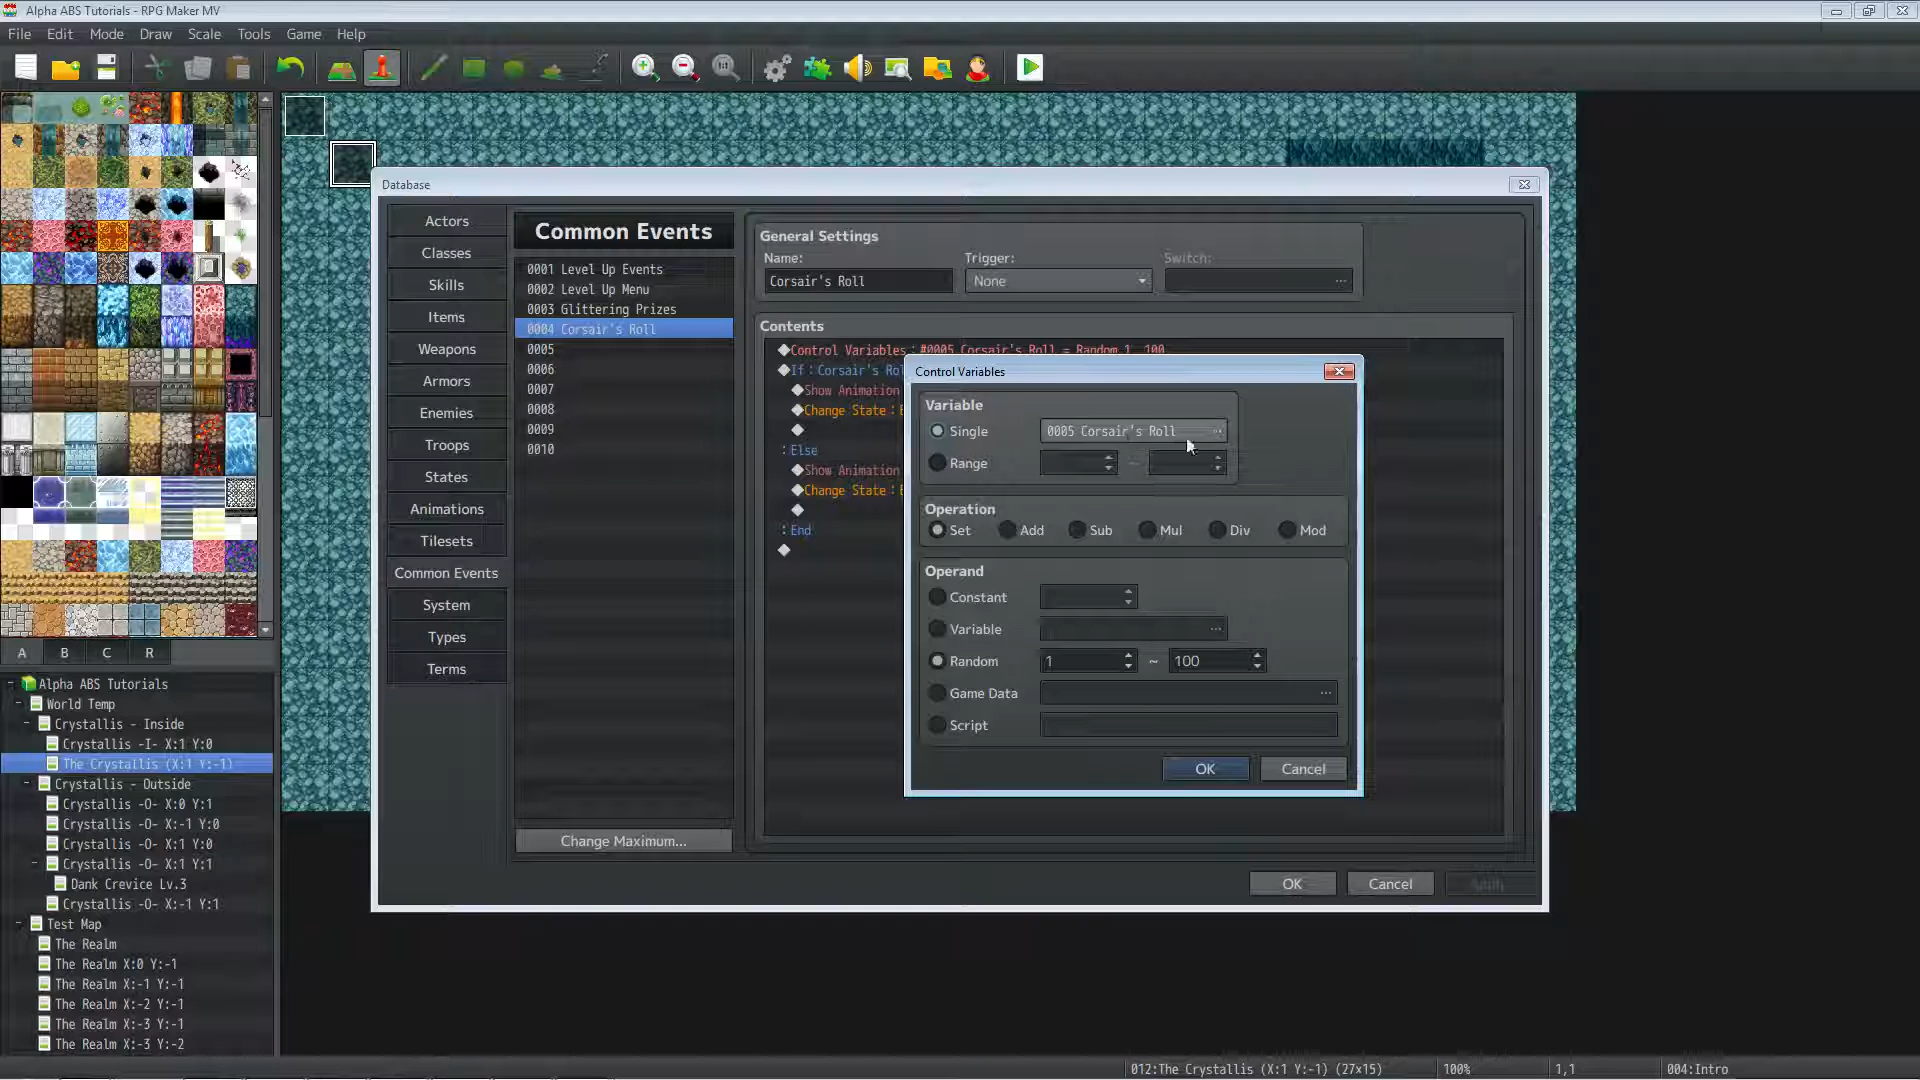 Alpha ABS Tutorials - RPG Maker MV
File Edit Mode Draw Scale Tools Game Help
Database
Actors
Classes
Skills
Items
Weapons
Armors
Enemies
Troops
States
Animations
Tilesets
Common Events
System
Types
Terms
Common Events
0001 Level Up Events
0002 Level Up Menu
0003 Glittering Prizes
0004 Corsair's Roll
0005
0006
0007
0008
0009
0010
Change Maximum...
General Settings
Name: Trigger: Switch:
Corsair's Roll None ...
Contents
◆Control Variables : #0005 Corsair's Roll = Random 1..100
◆If : Corsair's Rol
◆Show Animation
◆Change State :
◆
: Else
◆Show Animation
◆Change State :
◆
: End
◆
Control Variables
Variable
Single 0005 Corsair's Roll ...
Range ~
Operation
Set Add Sub Mul Div Mod
Operand
Constant
Variable ...
Random 1 ~ 100
Game Data ...
Script
OK Cancel
OK Cancel Apply
A B C R
Alpha ABS Tutorials
World Temp
Crystallis - Inside
Crystallis -I- X:1 Y:0
The Crystallis (X:1 Y:-1)
Crystallis - Outside
Crystallis -O- X:0 Y:1
Crystallis -O- X:-1 Y:0
Crystallis -O- X:1 Y:0
Crystallis -O- X:1 Y:1
Dank Crevice Lv.3
Crystallis -O- X:-1 Y:1
Test Map
The Realm
The Realm X:0 Y:-1
The Realm X:-1 Y:-1
The Realm X:-2 Y:-1
The Realm X:-3 Y:-1
The Realm X:-3 Y:-2
012:The Crystallis (X:1 Y:-1) (27x15) 100% 1,1 004:Intro